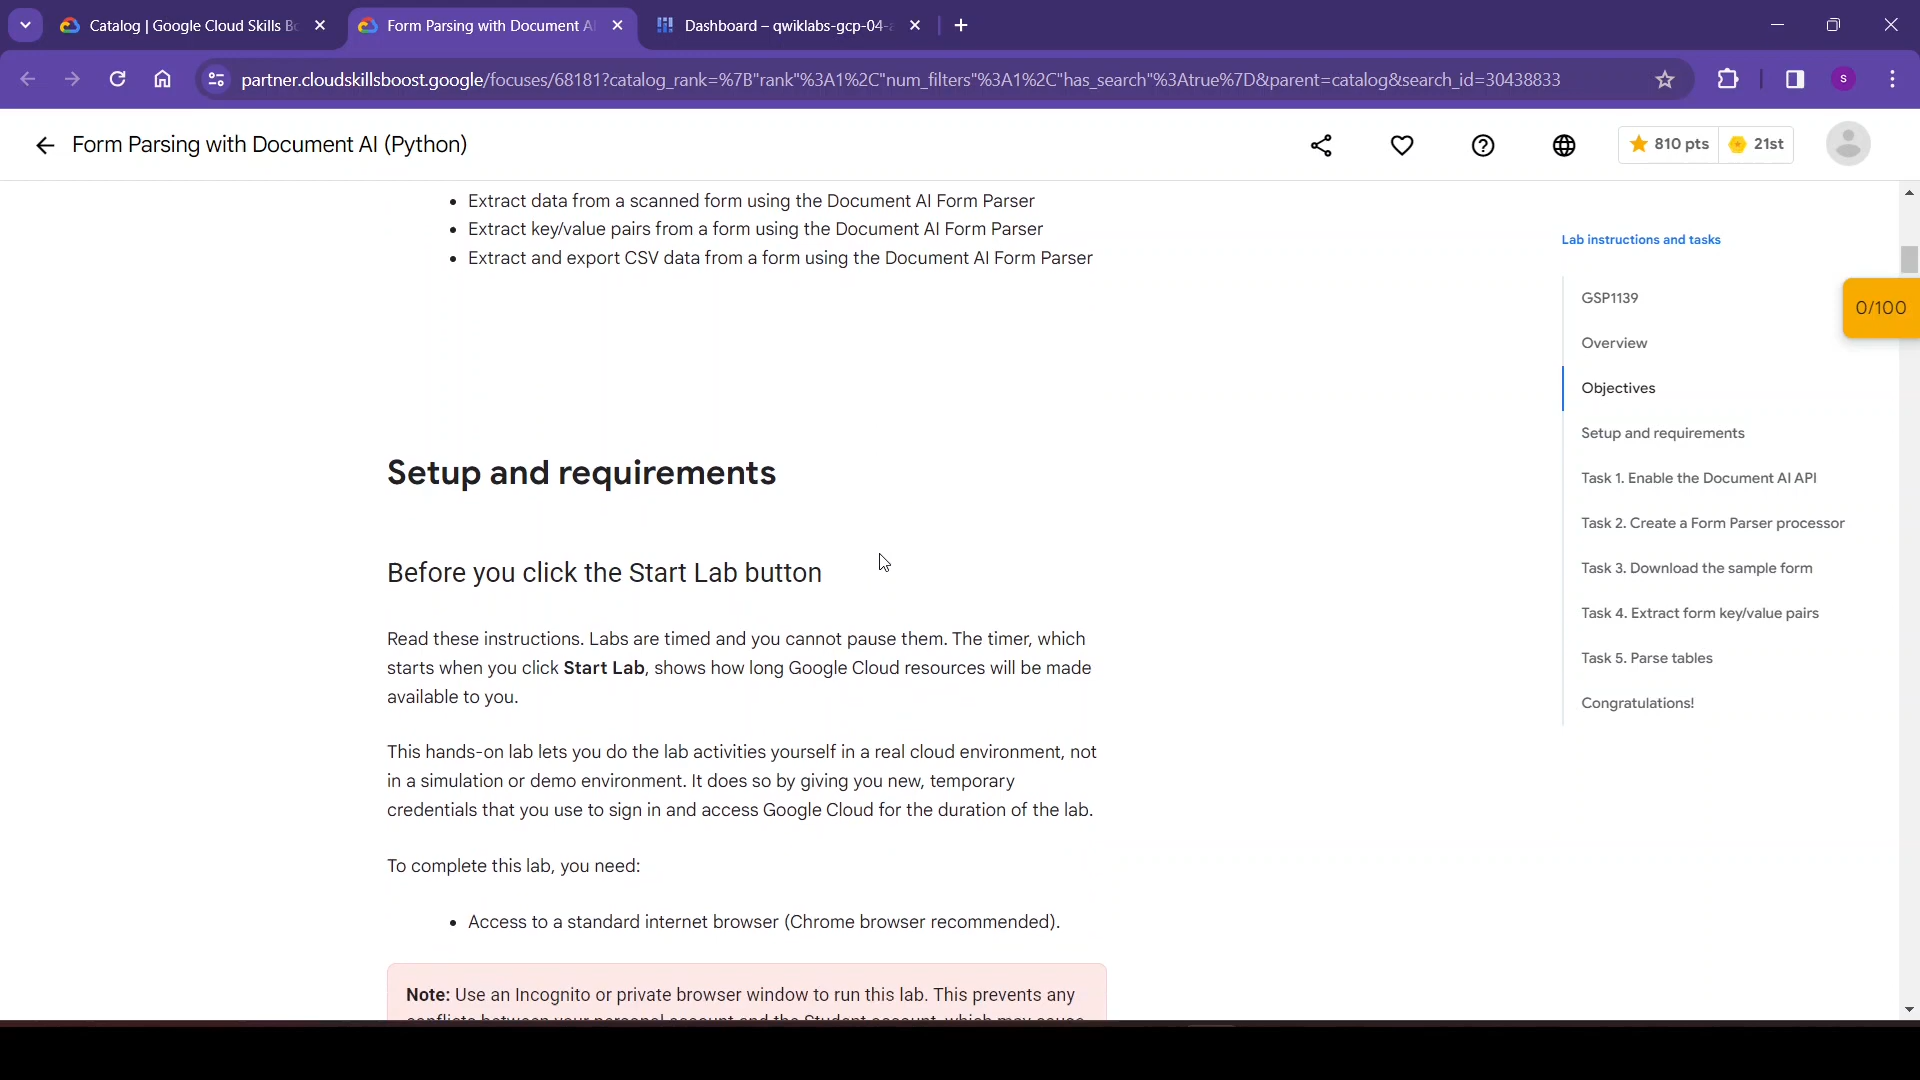 Catalog | Google Cloud Skills Bo
Form Parsing with Document AI
Dashboard – qwiklabs-gcp-04-
partner.cloudskillsboost.google/focuses/68181?catalog_rank=%7B"rank"%3A1%2C"num_filters"%3A1%2C"has_search"%3Atrue%7D&parent=catalog&search_id=30438833
S
Form Parsing with Document AI (Python)
810 pts
21st
• Extract data from a scanned form using the Document AI Form Parser
• Extract key/value pairs from a form using the Document AI Form Parser
• Extract and export CSV data from a form using the Document AI Form Parser
Setup and requirements
Before you click the Start Lab button
Read these instructions. Labs are timed and you cannot pause them. The timer, which
starts when you click Start Lab, shows how long Google Cloud resources will be made
available to you.
This hands-on lab lets you do the lab activities yourself in a real cloud environment, not
in a simulation or demo environment. It does so by giving you new, temporary
credentials that you use to sign in and access Google Cloud for the duration of the lab.
To complete this lab, you need:
• Access to a standard internet browser (Chrome browser recommended).
Note: Use an Incognito or private browser window to run this lab. This prevents any
conflicts between your personal account and the Student account, which may cause
Lab instructions and tasks
GSP1139
Overview
Objectives
Setup and requirements
Task 1. Enable the Document AI API
Task 2. Create a Form Parser processor
Task 3. Download the sample form
Task 4. Extract form key/value pairs
Task 5. Parse tables
Congratulations!
0/100